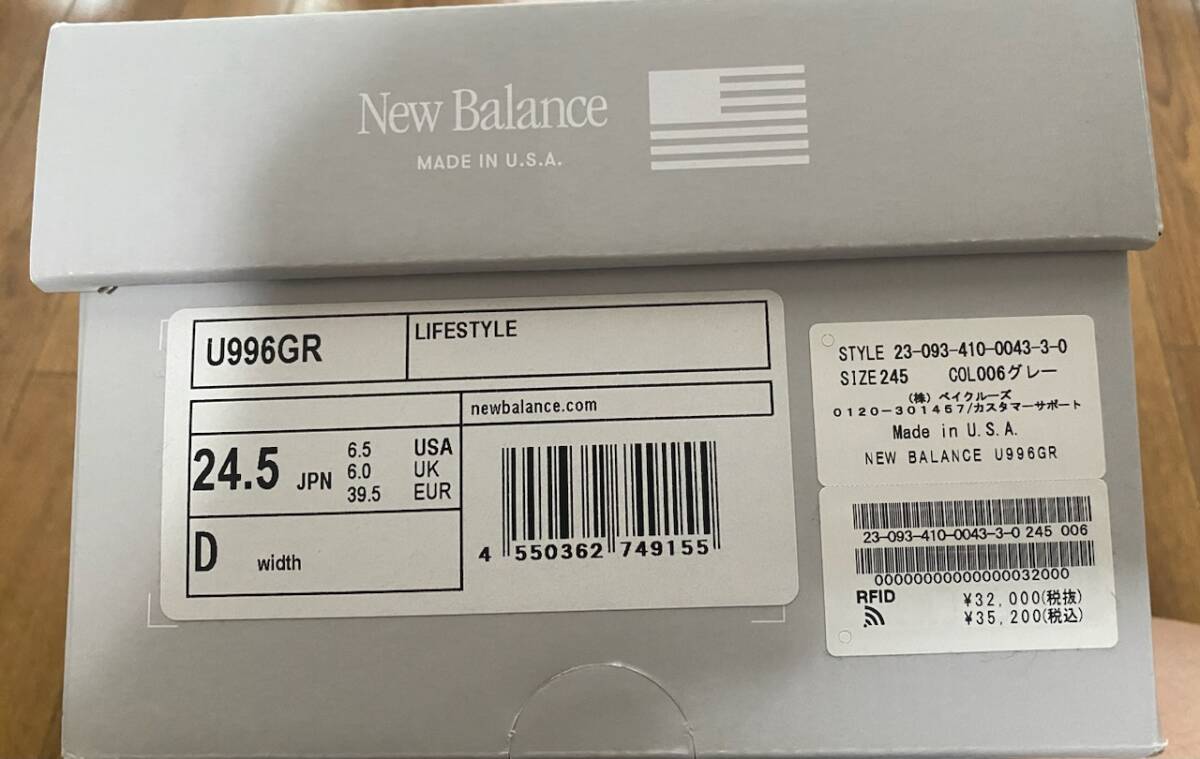 New Balance
MADE IN U.S.A.
U996GR
LIFESTYLE
newbalance.com
24.5 JPN
6.5 USA
6.0 UK
39.5 EUR
D width
4 550362 749155
STYLE 23-093-410-0043-3-0
SIZE245 COL006グレー
(株) ベイクルーズ
0120-301457/カスタマーサポート
Made in U.S.A.
NEW BALANCE U996GR
23-093-410-0043-3-0 245 006
00000000000000032000
RFID
¥32,000(税抜)
¥35,200(税込)